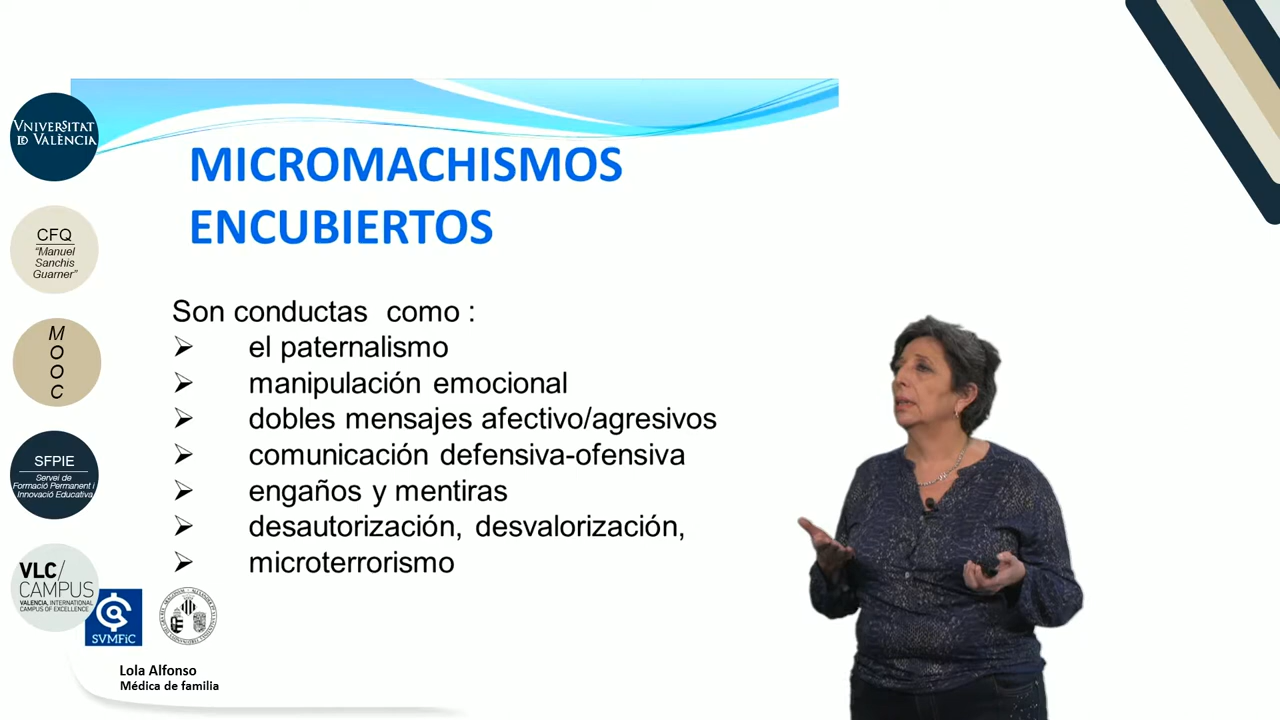 VNIVERSITAT
ID VALÈNCIA
CFQ
"Manuel
Sanchis
Guarner"
M
O
O
C
SFPIE
Servei de
Formació Permanent i
Innovació Educativa
VLC/
CAMPUS
VALENCIA, INTERNATIONAL
CAMPUS OF EXCELLENCE
MICROMACHISMOS
ENCUBIERTOS
Son conductas como :
el paternalismo
manipulación emocional
dobles mensajes afectivo/agresivos
comunicación defensiva-ofensiva
engaños y mentiras
desautorización, desvalorización,
microterrorismo
SVMFiC
Lola Alfonso
Médica de familia